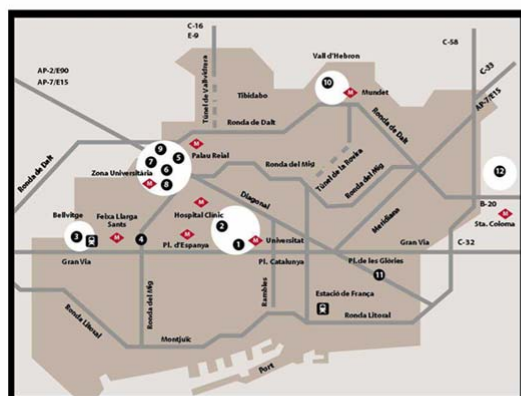 C-16
E-9
C-58
C-33
AP-7/E15
Vall d'Hebron
10
M
Mundet
AP-2/E90
AP-7/E15
Túnel de Vallvidrera
Tibidabo
Ronda de Dalt
Ronda de Dalt
Ronda de Dalt
9
7
5
6
8
M
Palau Reial
Zona Universitària
M
Ronda del Mig
Túnel de la Rovira
Ronda del Mig
12
B-20
M
Sta. Coloma
Bellvitge
3
Feixa Llarga
Sants
M
4
M
Hospital Clínic
M
Pl. d'Espanya
2
1
M
Universitat
Diagonal
Meridiana
Gran Via
C-32
Gran Via
Pl. Catalunya
Pl.de les Glòries
11
Ronda Litoral
Ronda del Mig
Montjuïc
Rambles
Estació de França
Ronda Litoral
Port